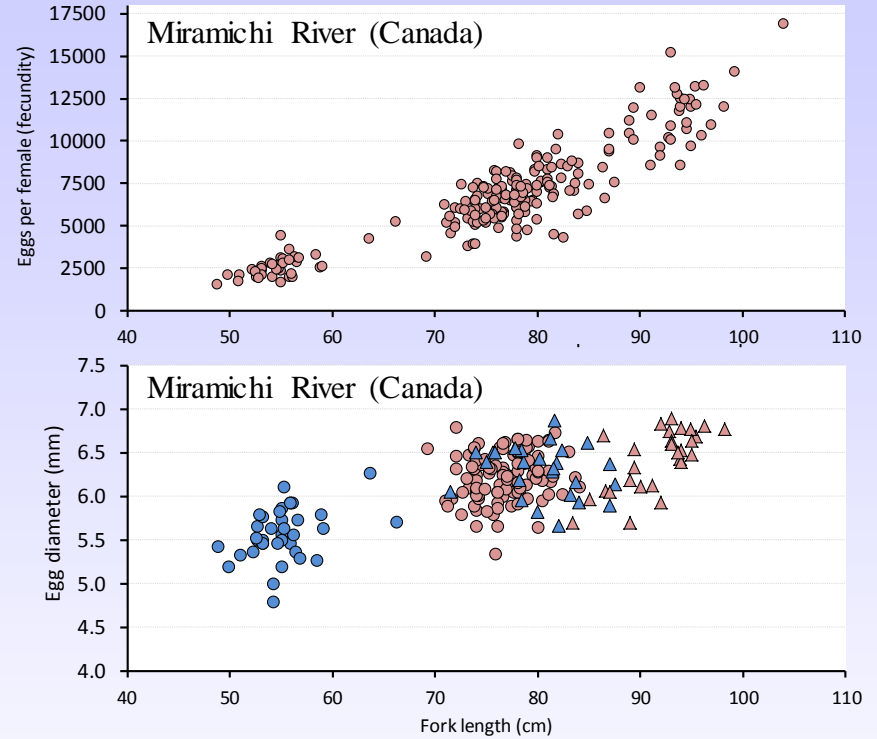 17500
Miramichi River (Canada)
15000
12500
10000
7500
5000
2500
0
Eggs per female (fecundity)
40 50 60 70 80 90 100 110
7.5
Miramichi River (Canada)
7.0
6.5
6.0
5.5
5.0
4.5
4.0
Egg diameter (mm)
40 50 60 70 80 90 100 110
Fork length (cm)